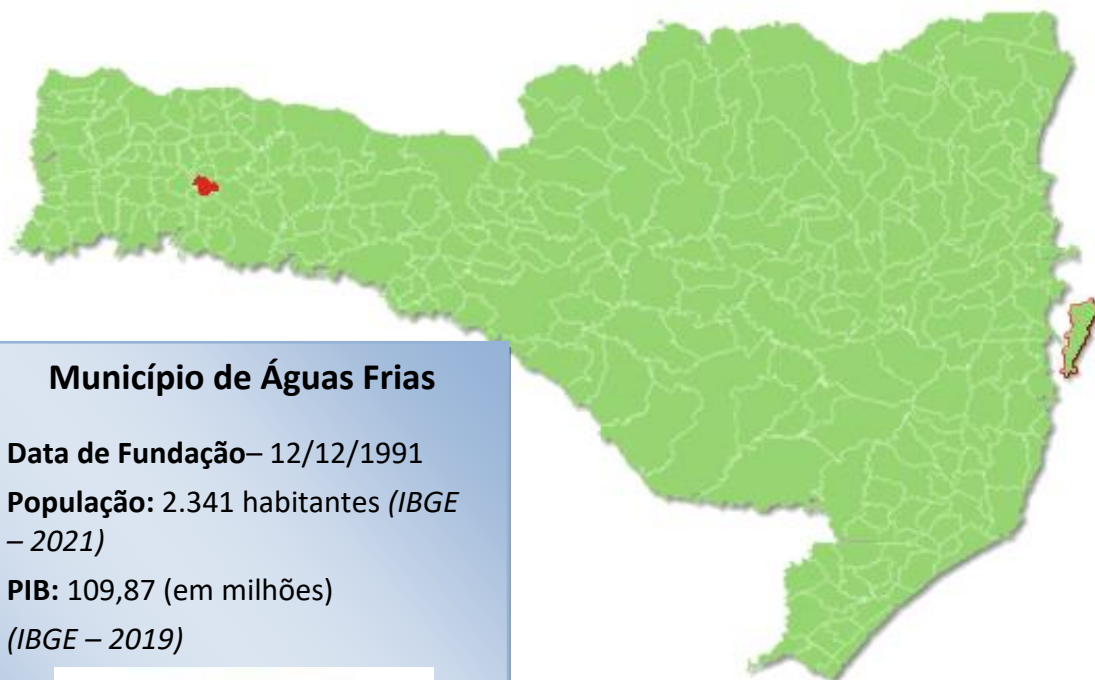 Município de Águas Frias
Data de Fundação– 12/12/1991
População: 2.341 habitantes (IBGE
– 2021)
PIB: 109,87 (em milhões)
(IBGE – 2019)